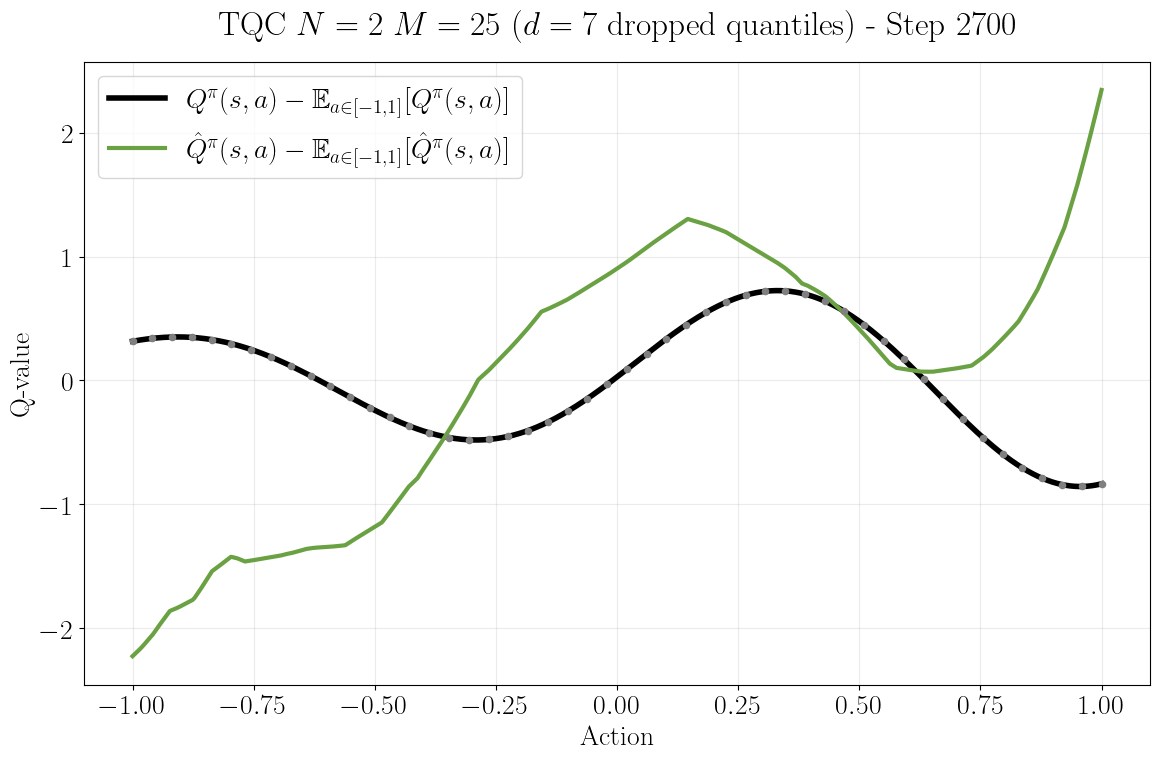 TQC N = 2 M = 25 (d = 7 dropped quantiles) - Step 2700
Q^π(s, a) − 𝔼_{a∈[−1,1]}[Q^π(s, a)]
Q̂^π(s, a) − 𝔼_{a∈[−1,1]}[Q̂^π(s, a)]
2
1
0
−1
−2
Q-value
−1.00 −0.75 −0.50 −0.25 0.00 0.25 0.50 0.75 1.00
Action